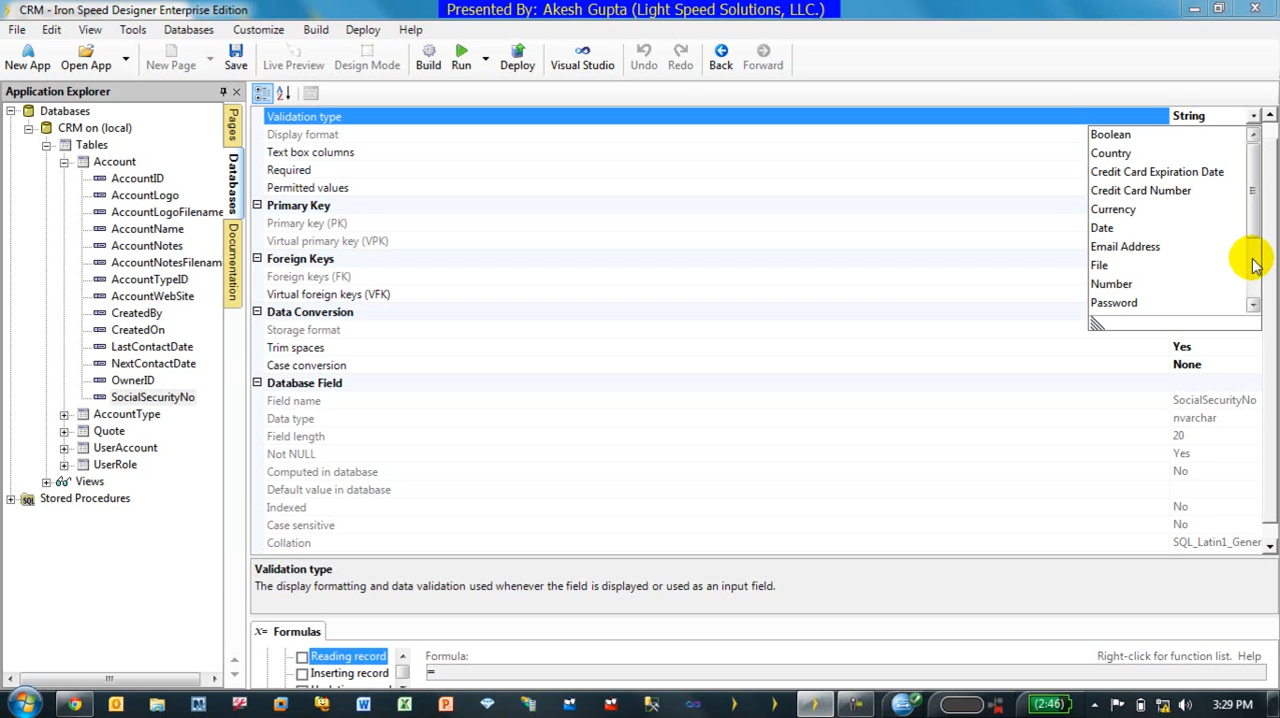 CRM - Iron Speed Designer Enterprise Edition
Presented By: Akesh Gupta (Light Speed Solutions, LLC.)
File Edit View Tools Databases Customize Build Deploy Help
New App Open App New Page Save Live Preview Design Mode Build Run Deploy Visual Studio Undo Redo Back Forward
Application Explorer
Databases
CRM on (local)
Tables
Account
AccountID
AccountLogo
AccountLogoFilename
AccountName
AccountNotes
AccountNotesFilenam
AccountTypeID
AccountWebSite
CreatedBy
CreatedOn
LastContactDate
NextContactDate
OwnerID
SocialSecurityNo
AccountType
Quote
UserAccount
UserRole
Views
SQL Stored Procedures
Pages
Databases
Documentation
Validation type String
Display format
Text box columns
Required
Permitted values
Primary Key
Primary key (PK)
Virtual primary key (VPK)
Foreign Keys
Foreign keys (FK)
Virtual foreign keys (VFK)
Data Conversion
Storage format
Trim spaces Yes
Case conversion None
Database Field
Field name SocialSecurityNo
Data type nvarchar
Field length 20
Not NULL Yes
Computed in database No
Default value in database
Indexed No
Case sensitive No
Collation SQL_Latin1_Gener
Boolean
Country
Credit Card Expiration Date
Credit Card Number
Currency
Date
Email Address
File
Number
Password
Validation type
The display formatting and data validation used whenever the field is displayed or used as an input field.
X= Formulas
Reading record
Inserting record
Formula:
Right-click for function list. Help
=
(2:46)
3:29 PM